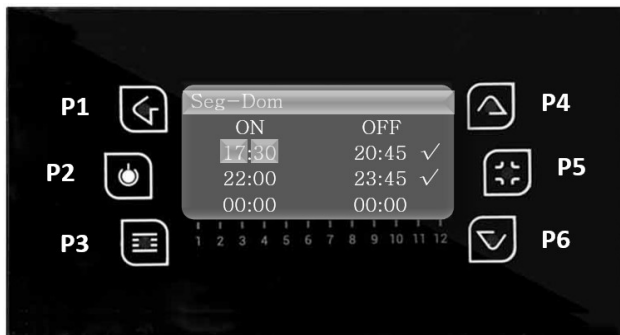 P1
P2
P3
Seg-Dom
ON OFF
17:30 20:45 ✓
22:00 23:45 ✓
00:00 00:00
1 2 3 4 5 6 7 8 9 10 11 12
P4
P5
P6